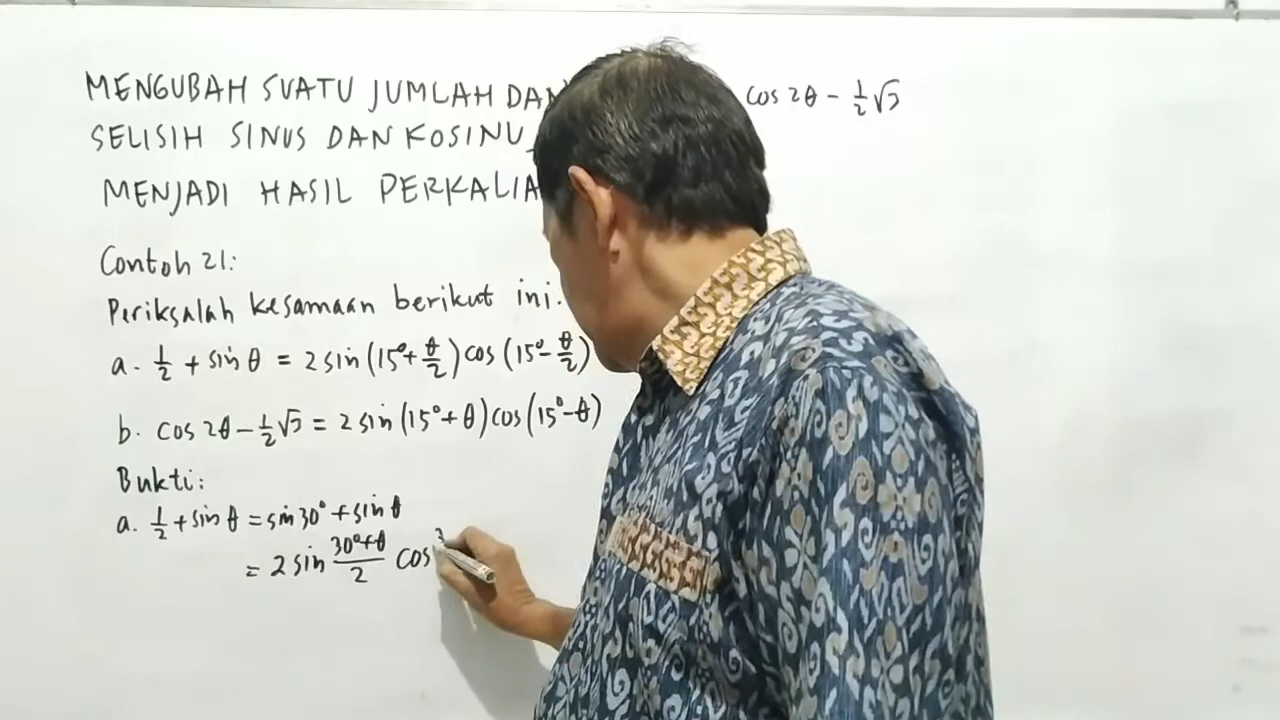 MENGUBAH SUATU JUMLAH DAN
SELISIH SINUS DAN KOSINU
MENJADI HASIL PERKALIA
Contoh 21:
Periksalah kesamaan berikut ini.
a. 1/2 + sin θ = 2 sin (15° + θ/2) cos (15° - θ/2)
b. cos 2θ - 1/2 √3 = 2 sin (15° + θ) cos (15° - θ)
Bukti:
a. 1/2 + sin θ = sin 30° + sin θ
= 2 sin (30° + θ)/2 cos 3
cos 2θ - 1/2 √3